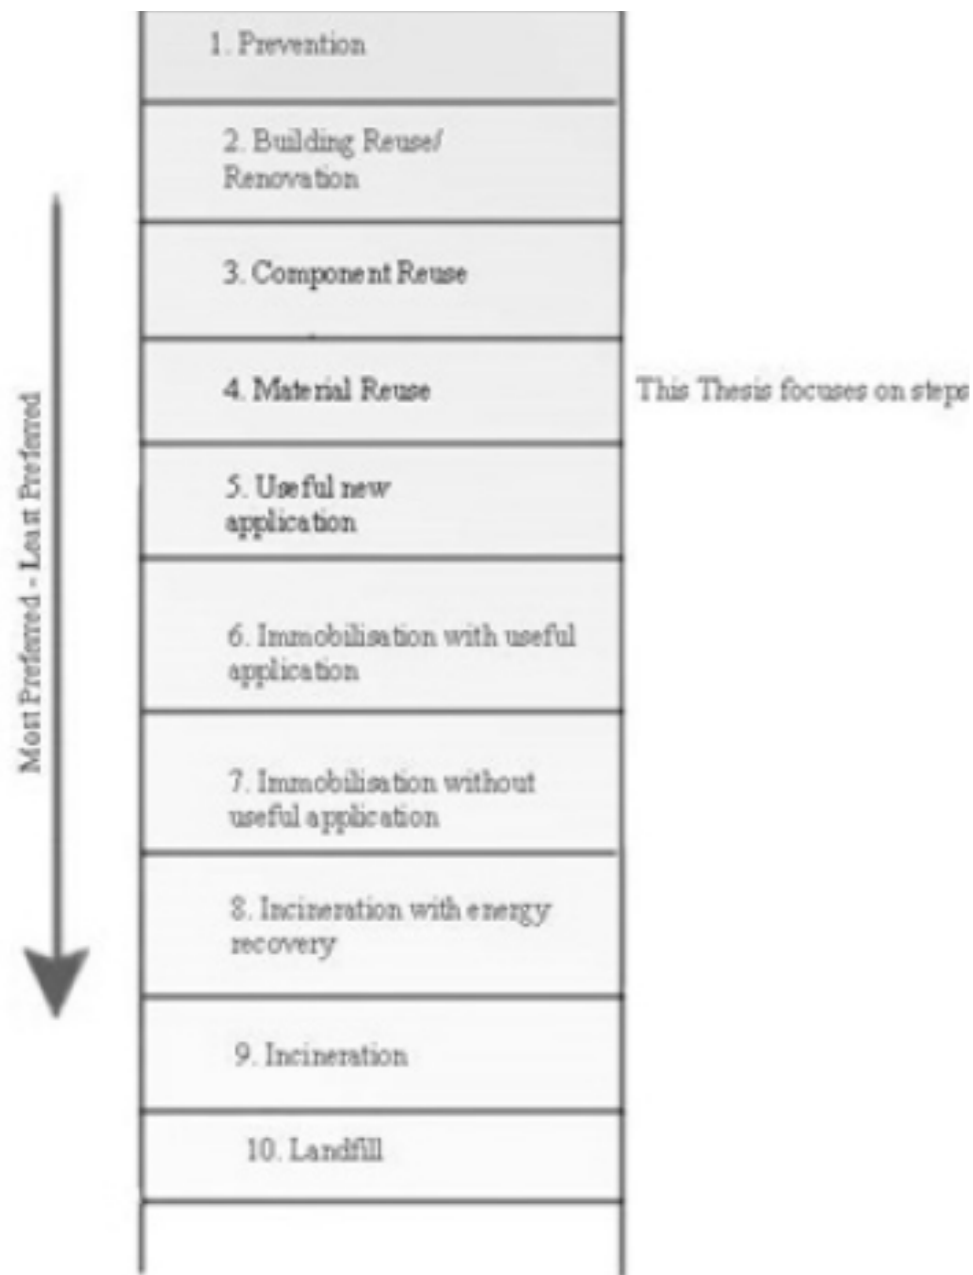 1. Prevention
2. Building Reuse/
Renovation
3. Component Reuse
4. Material Reuse
This Thesis focuses on steps
5. Useful new
application
6. Immobilisation with useful
application
7. Immobilisation without
useful application
8. Incineration with energy
recovery
9. Incineration
10. Landfill
Most Preferred - Least Preferred